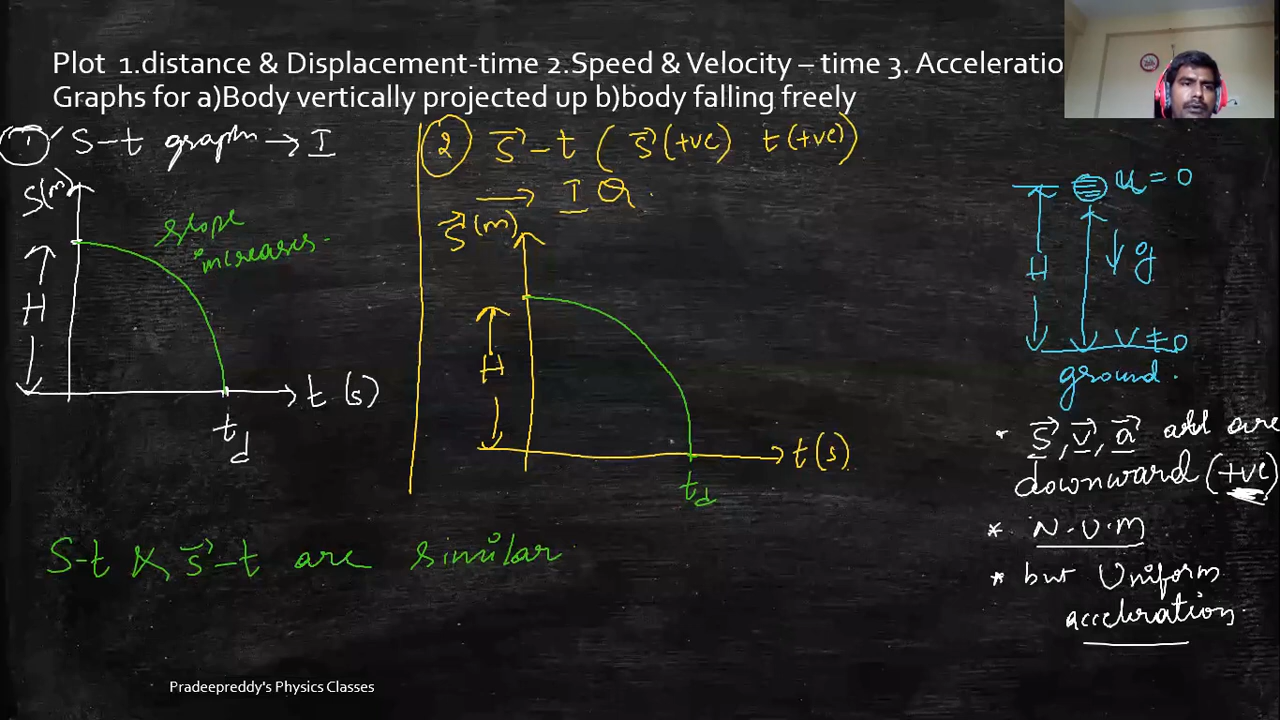 Plot 1.distance & Displacement-time 2.Speed & Velocity – time 3. Acceleratio
Graphs for a)Body vertically projected up b)body falling freely
1 S-t graph → I
S(m)
H
slope
increases.
t (s)
t_d
2 s⃗-t ( s⃗(+ve) t(+ve))
→ I Q.
s⃗(m)
H
t(s)
t_d
S-t & s⃗-t are similar
u = 0
H
↓ g
V ≠ 0
ground.
s⃗, v⃗, a⃗ all are
downward (+ve)
* N.U.M
* but Uniform
acceleration
Pradeepreddy's Physics Classes